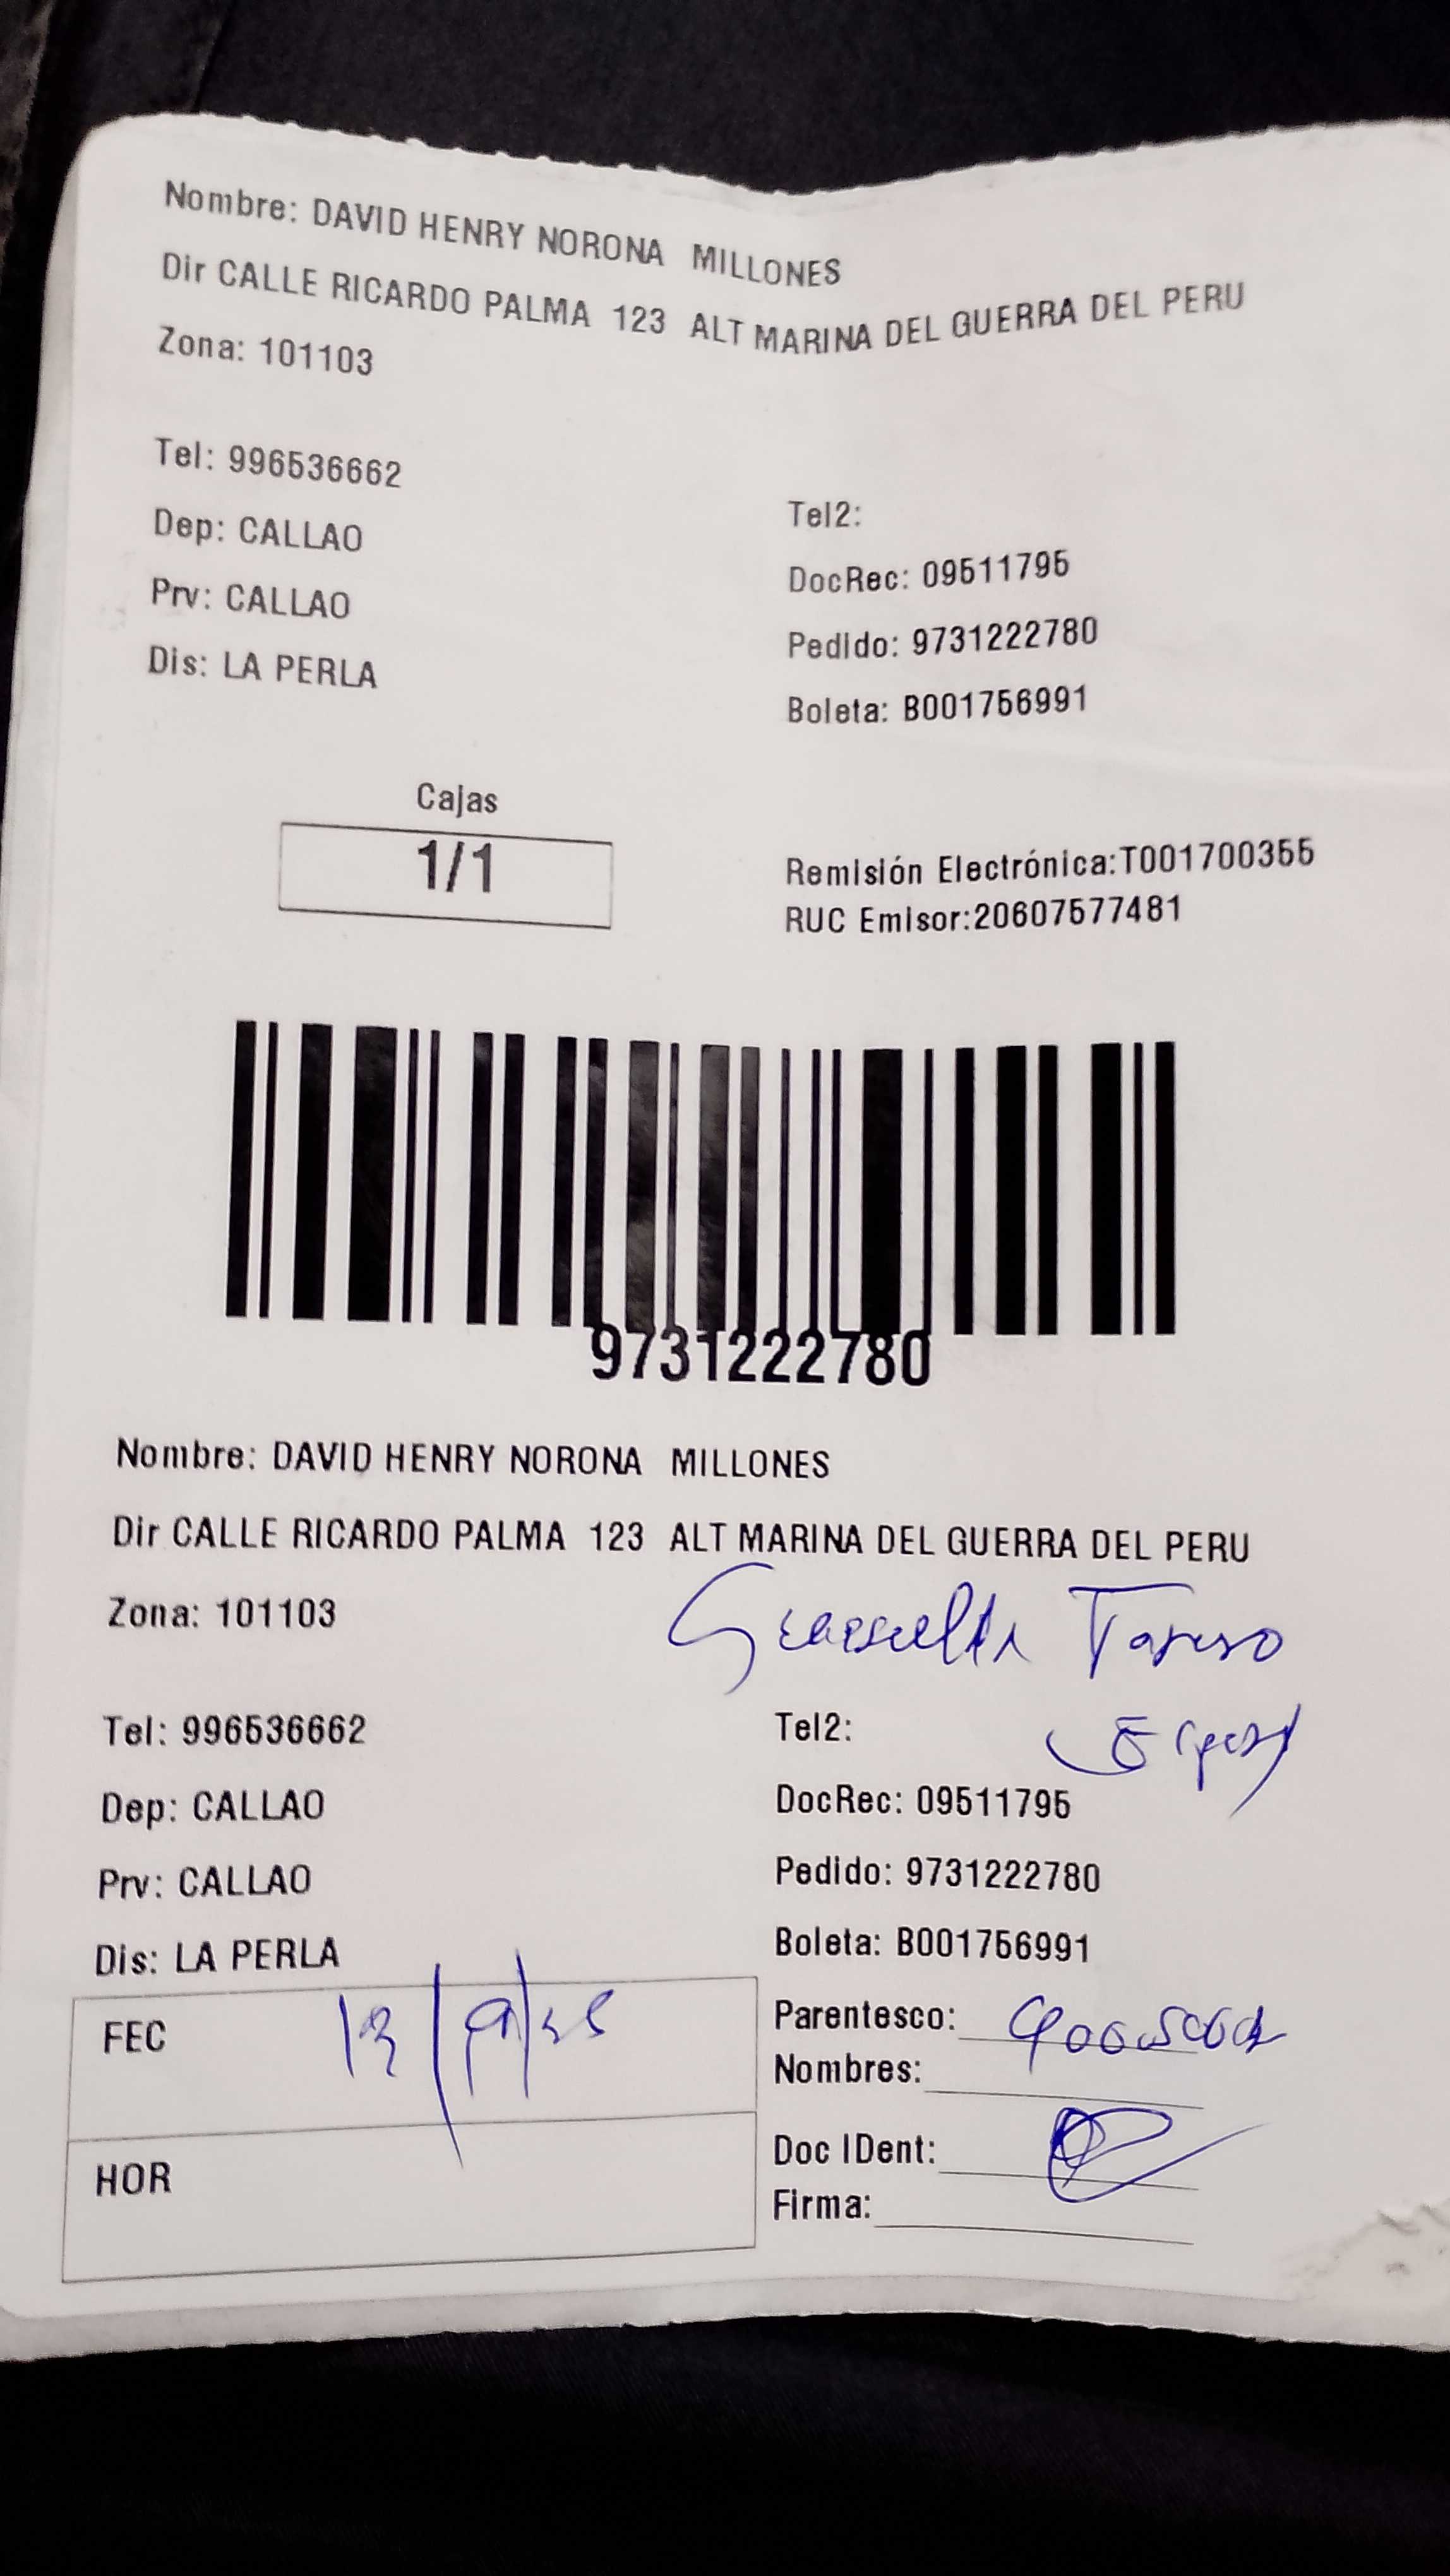 Nombre: DAVID HENRY NORONA MILLONES
Dir CALLE RICARDO PALMA 123 ALT MARINA DEL GUERRA DEL PERU
Zona: 101103
Tel: 996536662
Tel2:
Dep: CALLAO
DocRec: 09511795
Prv: CALLAO
Pedido: 9731222780
Dis: LA PERLA
Boleta: B001756991
Cajas
1/1
Remisión Electrónica:T001700355
RUC Emisor:20607577481
9731222780
Nombre: DAVID HENRY NORONA MILLONES
Dir CALLE RICARDO PALMA 123 ALT MARINA DEL GUERRA DEL PERU
Zona: 101103
Tel: 996536662
Tel2:
Dep: CALLAO
DocRec: 09511795
Prv: CALLAO
Pedido: 9731222780
Dis: LA PERLA
Boleta: B001756991
FEC
Parentesco:
Nombres:
HOR
Doc IDent:
Firma: